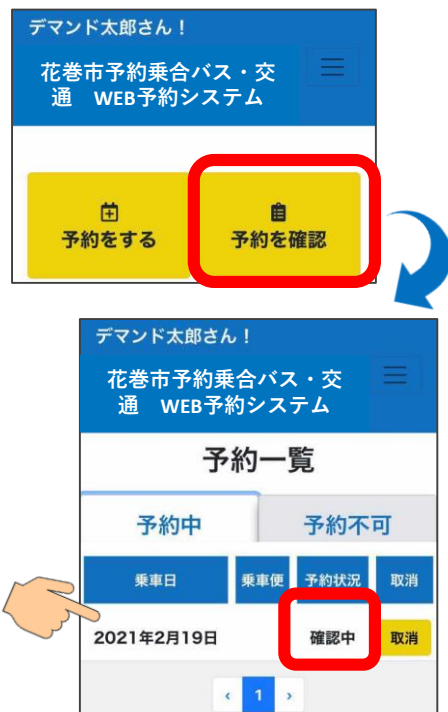 デマンド太郎さん！
花巻市予約乗合バス・交
通　WEB予約システム
予約をする　予約を確認
デマンド太郎さん！
花巻市予約乗合バス・交
通　WEB予約システム
予約一覧
予約中　予約不可
乗車日　乗車便　予約状況　取消
2021年2月19日　確認中　取消
‹ 1 ›